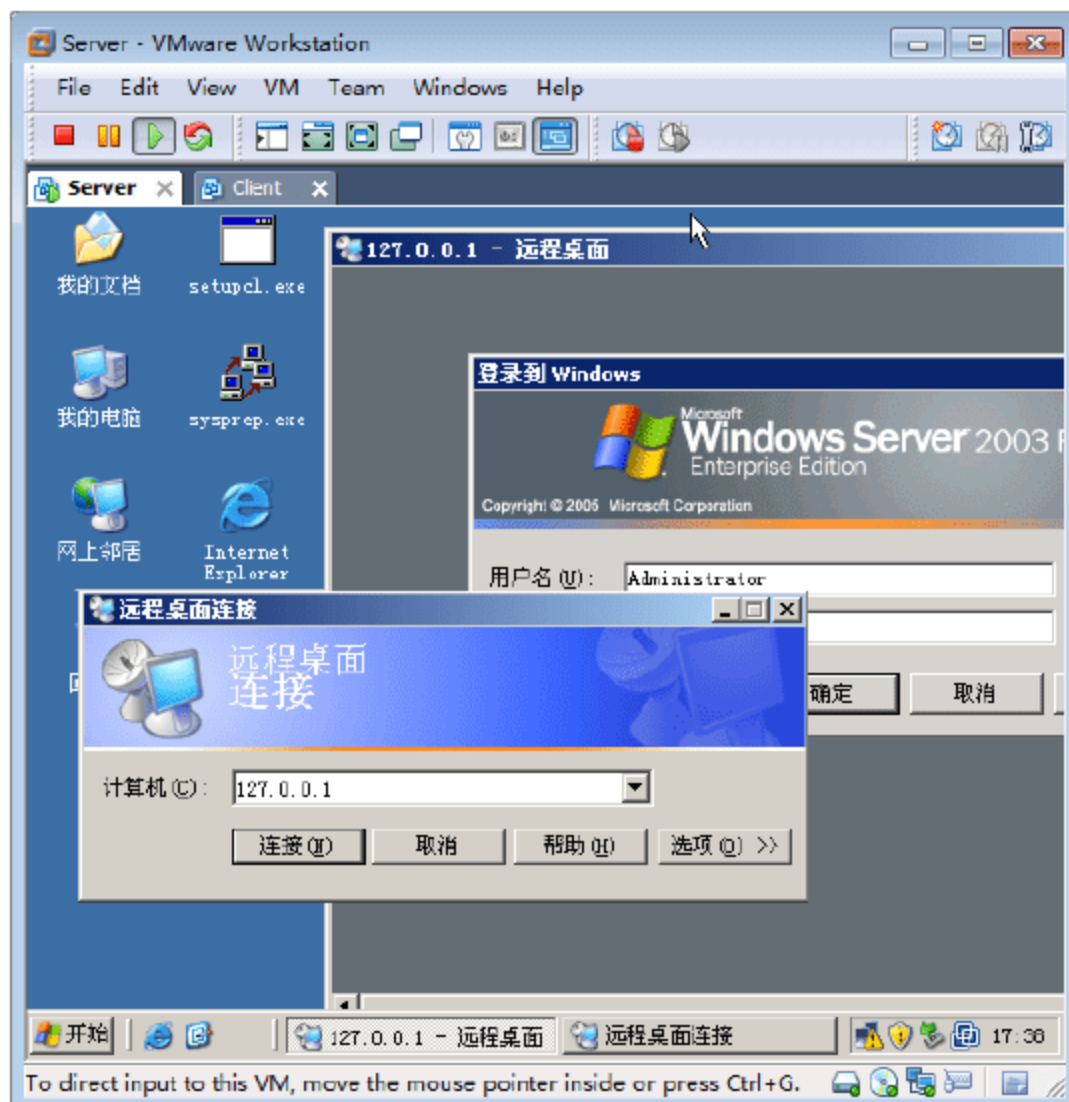 Server - VMware Workstation
File Edit View VM Team Windows Help
Server Client
我的文档 setupcl.exe
127.0.0.1 - 远程桌面
我的电脑 sysprep.exe
登录到 Windows
Microsoft
Windows Server 2003
Enterprise Edition
Copyright © 2005 Microsoft Corporation
网上邻居 Internet Explorer
用户名(U): Administrator
远程桌面连接
远程桌面
连接
确定 取消
计算机(C): 127.0.0.1
连接(N) 取消 帮助(H) 选项(O) >>
开始 127.0.0.1 - 远程桌面 远程桌面连接 17:38
To direct input to this VM, move the mouse pointer inside or press Ctrl+G.